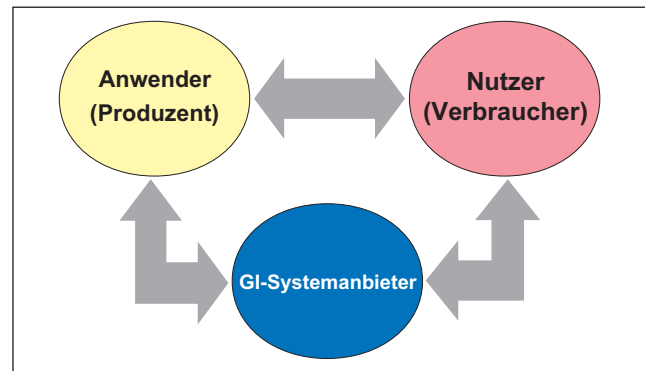 Anwender
(Produzent)
Nutzer
(Verbraucher)
GI-Systemanbieter